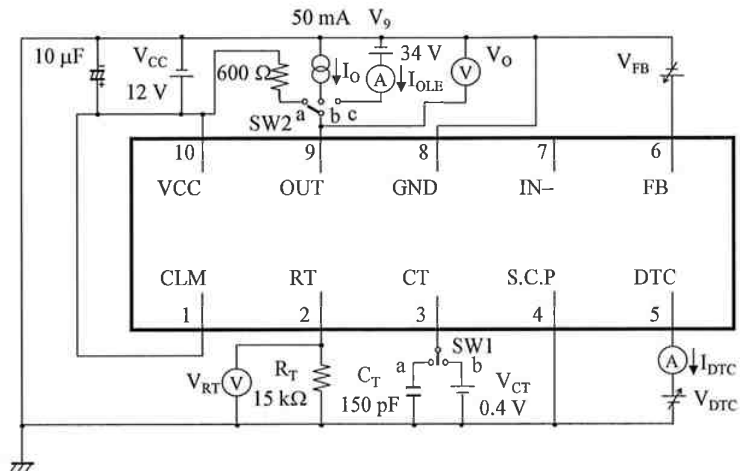 50 mA V9
10 μF
VCC
12 V
600 Ω
IO
34 V
A
IOLE
V
VO
VFB
SW2
a b c
10 9 8 7 6
VCC OUT GND IN– FB
CLM RT CT S.C.P DTC
1 2 3 4 5
SW1
a b
VRT
V
RT
15 kΩ
CT
150 pF
VCT
0.4 V
A
IDTC
VDTC